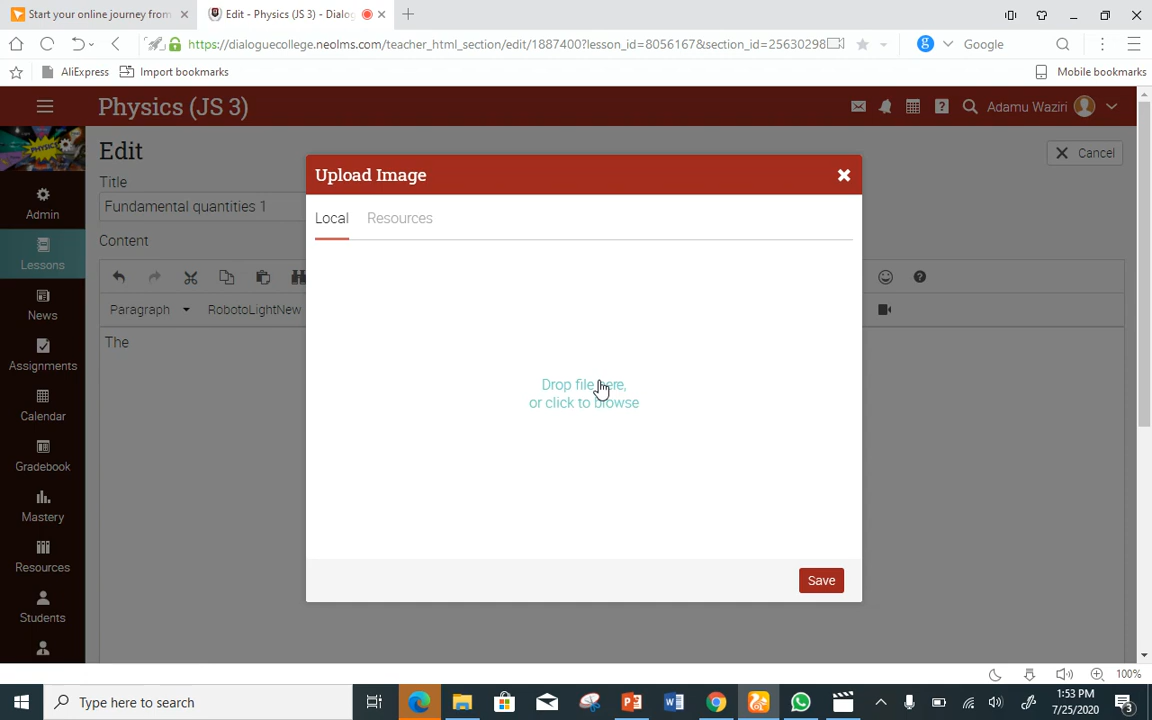 Start your online journey from
Edit - Physics (JS 3) - Dialog
https://dialoguecollege.neolms.com/teacher_html_section/edit/1887400?lesson_id=8056167&section_id=25630298
Google
AliExpress
Import bookmarks
Mobile bookmarks
Physics (JS 3)
Adamu Waziri
Edit
Cancel
Title
Fundamental quantities 1
Content
Paragraph
RobotoLightNew
The
Admin
Lessons
News
Assignments
Calendar
Gradebook
Mastery
Resources
Students
Upload Image
Local
Resources
Drop file here,
or click to browse
Save
100%
Type here to search
1:53 PM
7/25/2020
3